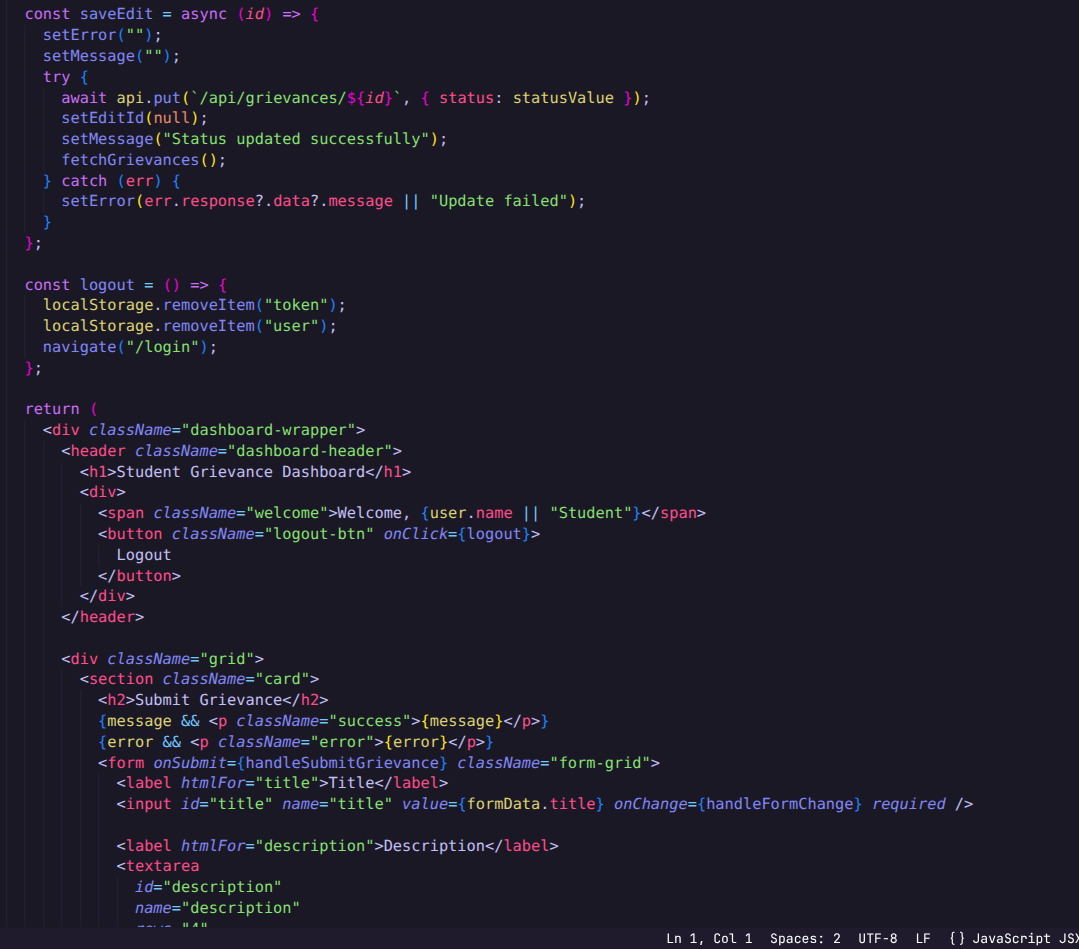 const saveEdit = async (id) => {
  setError("");
  setMessage("");
  try {
    await api.put(`/api/grievances/${id}`, { status: statusValue });
    setEditId(null);
    setMessage("Status updated successfully");
    fetchGrievances();
  } catch (err) {
    setError(err.response?.data?.message || "Update failed");
  }
};

const logout = () => {
  localStorage.removeItem("token");
  localStorage.removeItem("user");
  navigate("/login");
};

return (
  <div className="dashboard-wrapper">
    <header className="dashboard-header">
      <h1>Student Grievance Dashboard</h1>
      <div>
        <span className="welcome">Welcome, {user.name || "Student"}</span>
        <button className="logout-btn" onClick={logout}>
          Logout
        </button>
      </div>
    </header>

    <div className="grid">
      <section className="card">
        <h2>Submit Grievance</h2>
        {message && <p className="success">{message}</p>}
        {error && <p className="error">{error}</p>}
        <form onSubmit={handleSubmitGrievance} className="form-grid">
          <label htmlFor="title">Title</label>
          <input id="title" name="title" value={formData.title} onChange={handleFormChange} required />

          <label htmlFor="description">Description</label>
          <textarea
            id="description"
            name="description"
            rows="4"
Ln 1, Col 1 Spaces: 2 UTF-8 LF {} JavaScript JSX